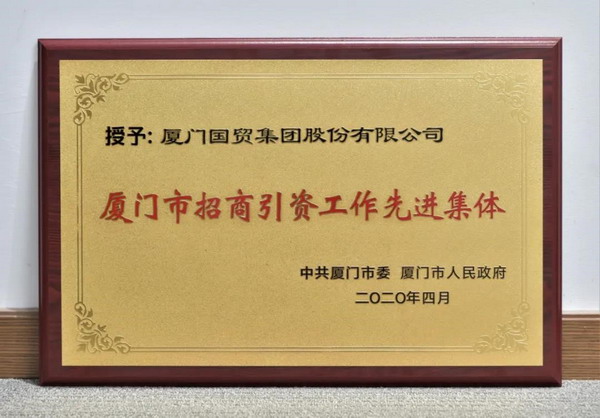 授予: 厦门国贸集团股份有限公司
厦门市招商引资工作先进集体
中共厦门市委 厦门市人民政府
二〇二〇年四月